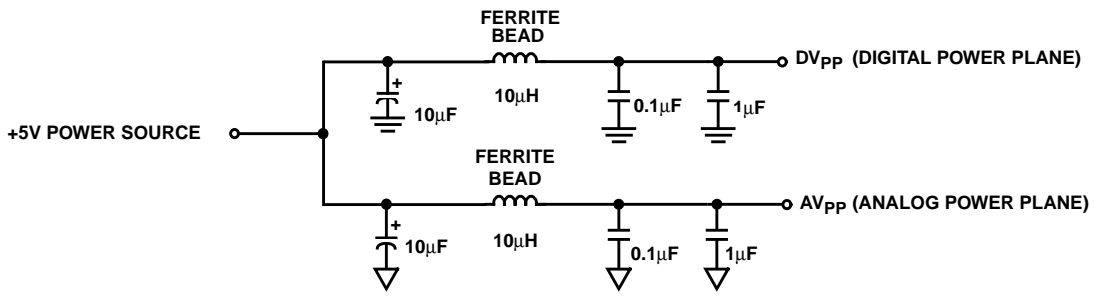 FERRITE
BEAD
+
10μF
10μH
0.1μF
1μF
DVPP (DIGITAL POWER PLANE)
+5V POWER SOURCE
FERRITE
BEAD
+
10μF
10μH
0.1μF
1μF
AVPP (ANALOG POWER PLANE)